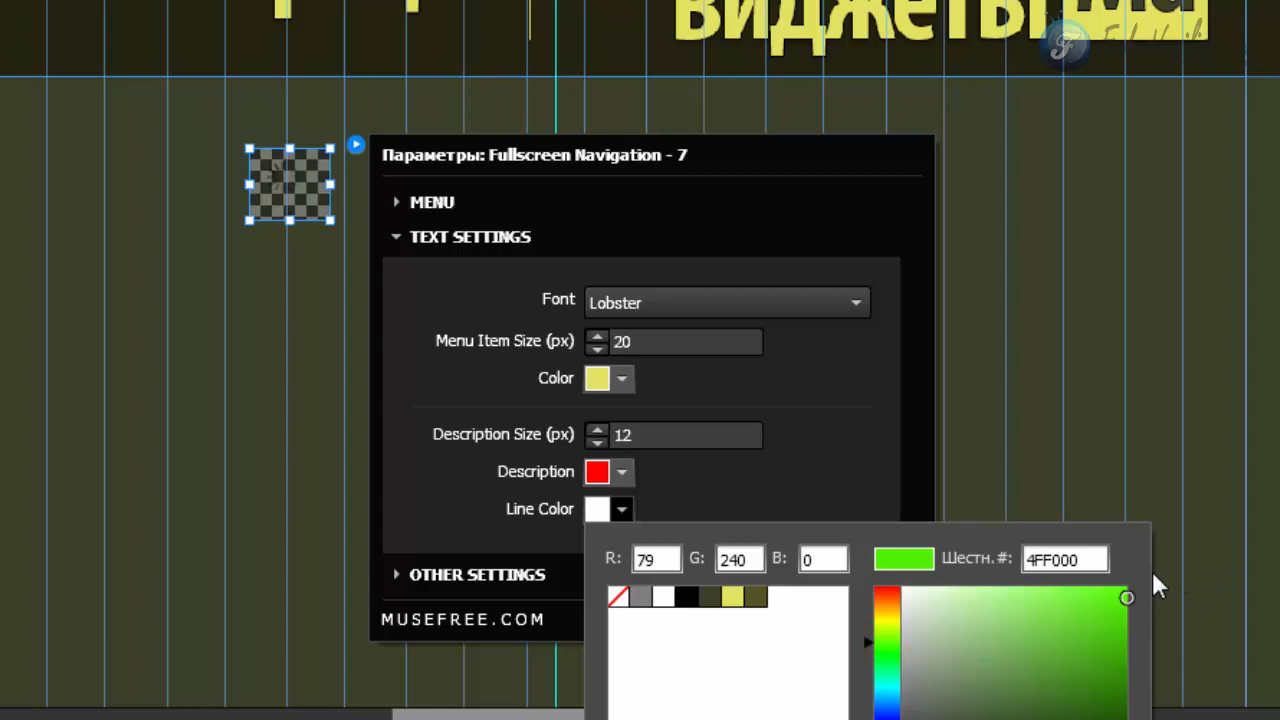 виджеты
Параметры: Fullscreen Navigation - 7
MENU
TEXT SETTINGS
Font Lobster
Menu Item Size (px) 20
Color
Description Size (px) 12
Description
Line Color
R: 79 G: 240 B: 0 Шестн.#: 4FF000
OTHER SETTINGS
MUSEFREE.COM